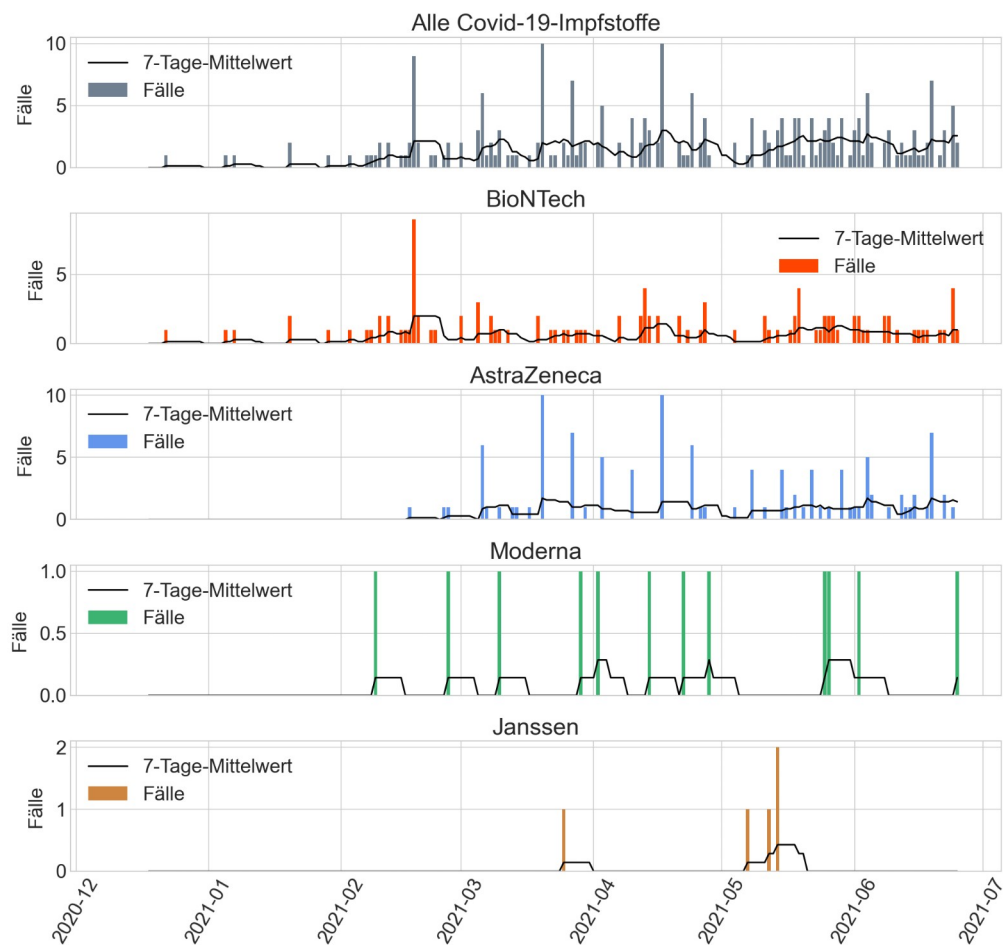 Alle Covid-19-Impfstoffe
10
5
0
Fälle
7-Tage-Mittelwert
Fälle
BioNTech
5
0
Fälle
7-Tage-Mittelwert
Fälle
AstraZeneca
10
5
0
Fälle
7-Tage-Mittelwert
Fälle
Moderna
1.0
0.5
0.0
Fälle
7-Tage-Mittelwert
Fälle
Janssen
2
1
0
Fälle
7-Tage-Mittelwert
Fälle
2020-12
2021-01
2021-02
2021-03
2021-04
2021-05
2021-06
2021-07